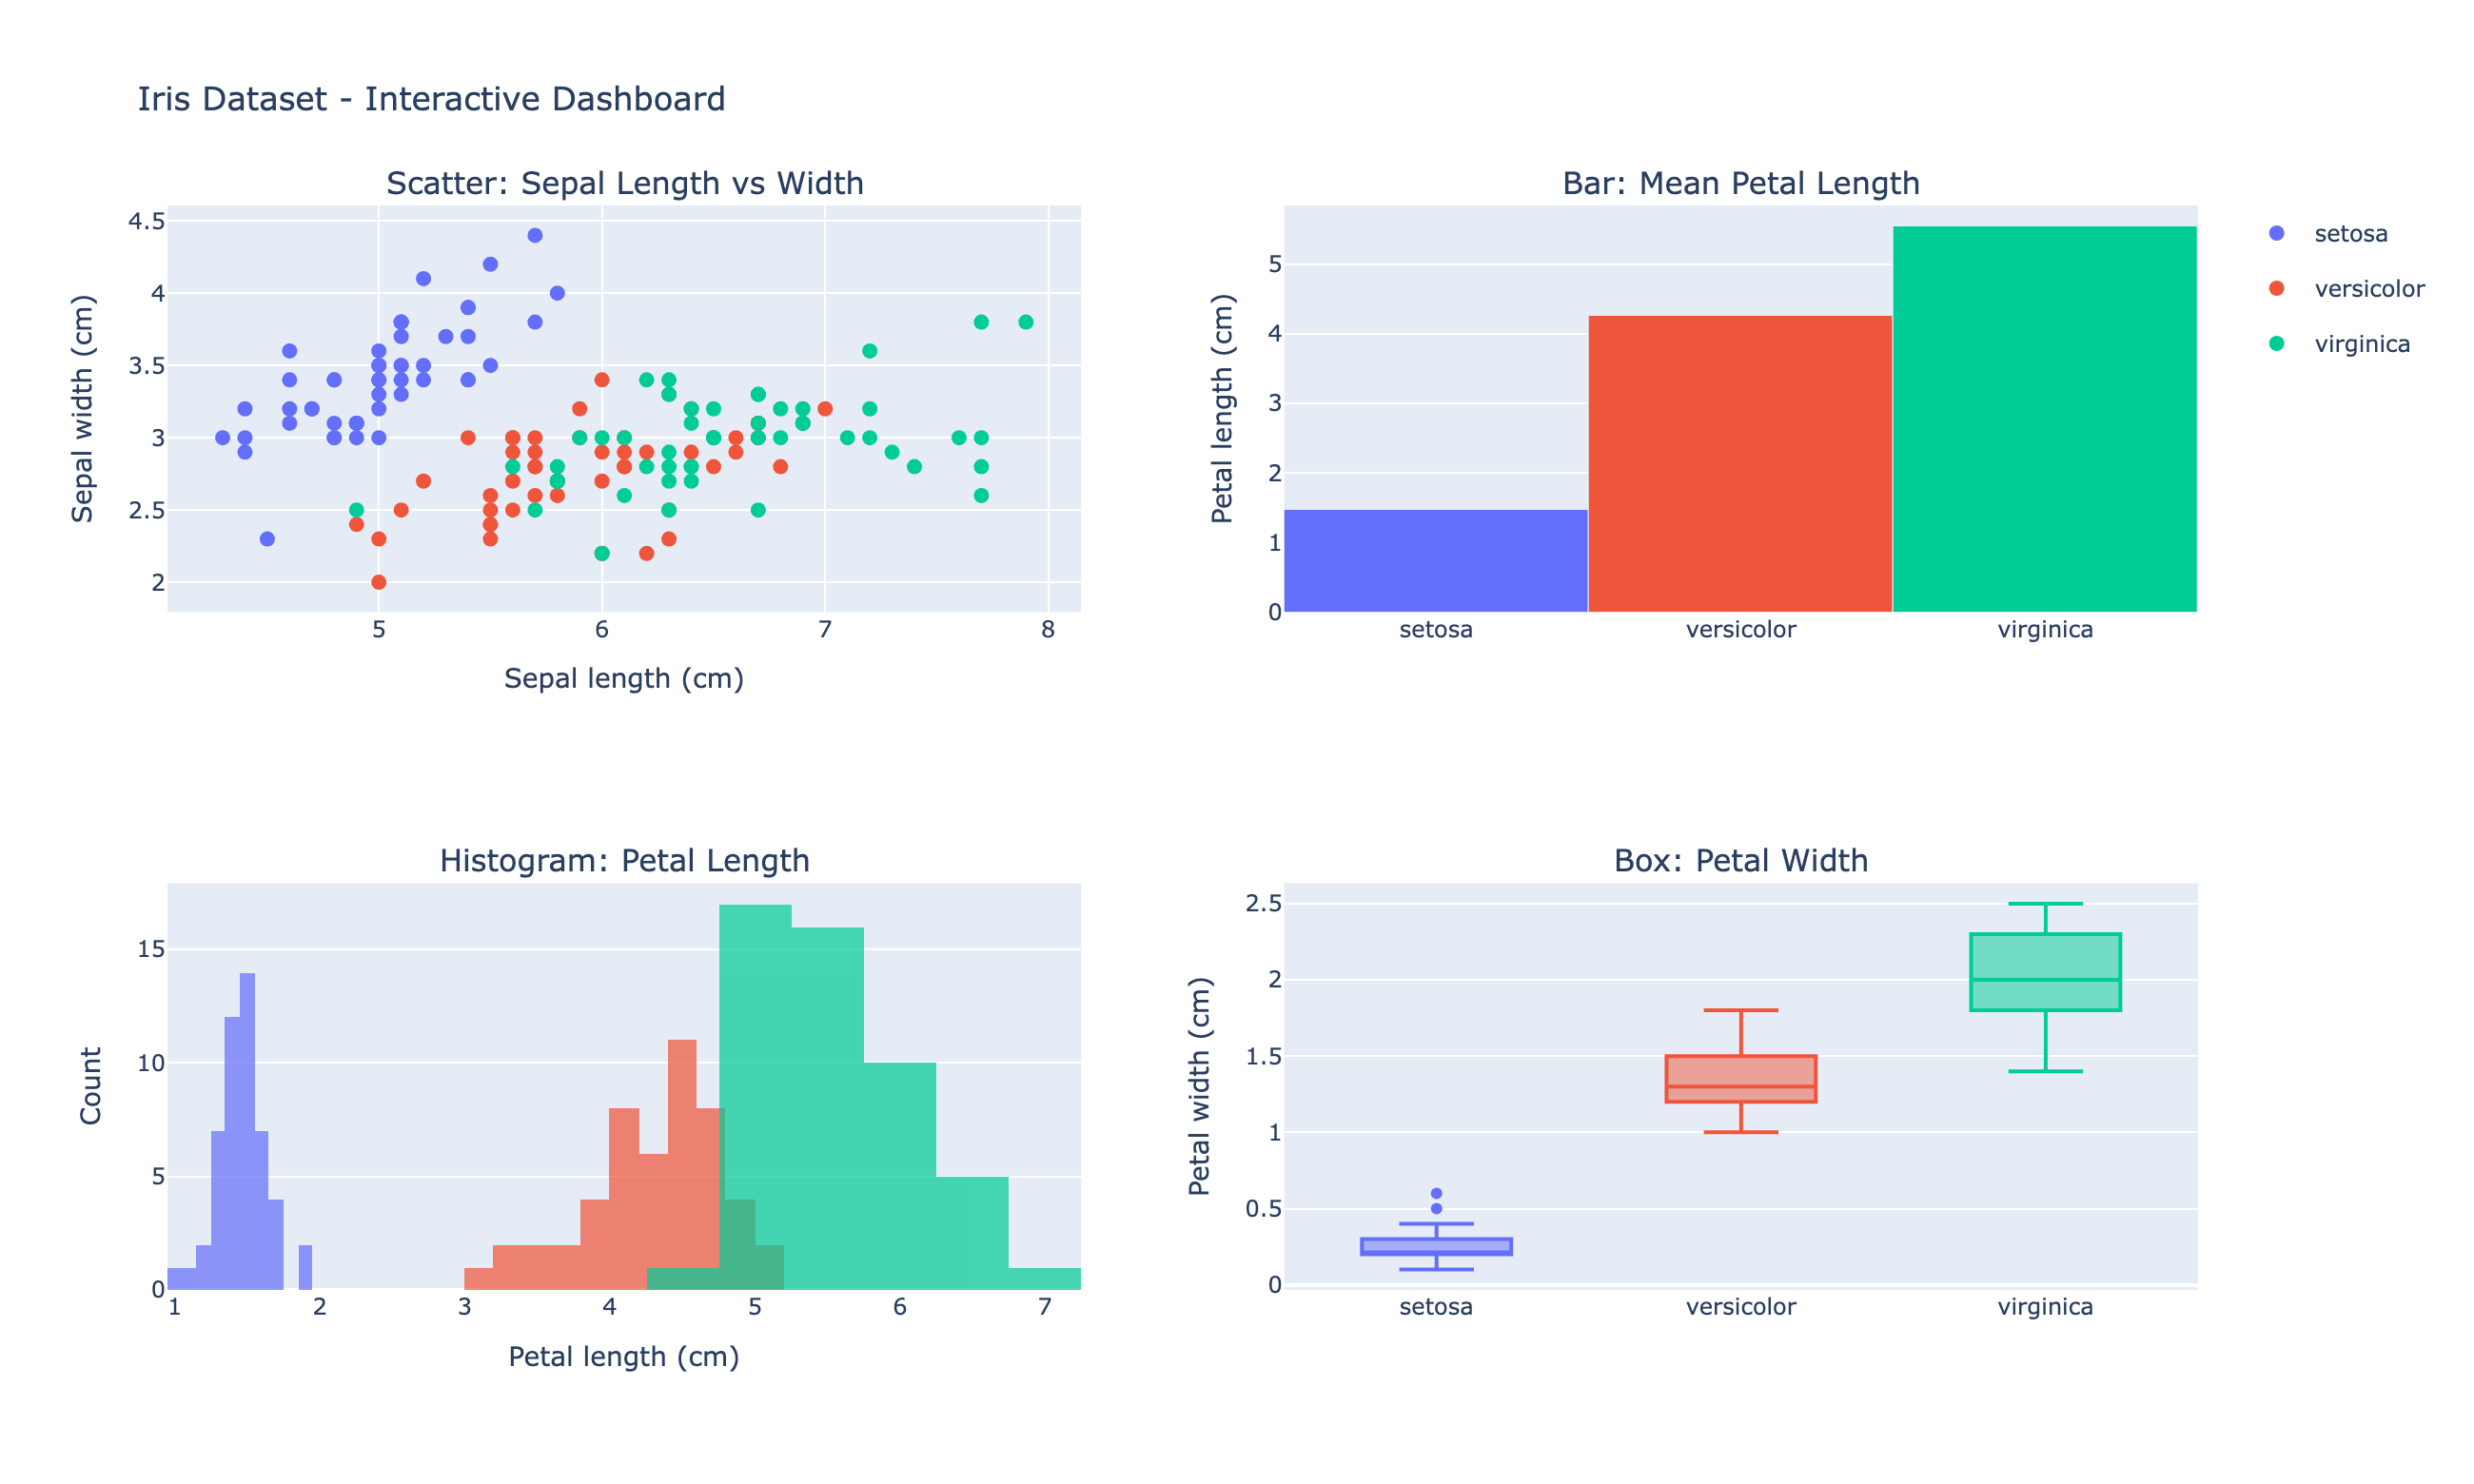 Iris Dataset - Interactive Dashboard
Scatter: Sepal Length vs Width
4.5
4
3.5
3
2.5
2
Sepal width (cm)
5 6 7 8
Sepal length (cm)
Bar: Mean Petal Length
5
4
3
2
1
0
Petal length (cm)
setosa versicolor virginica
setosa
versicolor
virginica
Histogram: Petal Length
15
10
5
0
Count
1 2 3 4 5 6 7
Petal length (cm)
Box: Petal Width
2.5
2
1.5
1
0.5
0
Petal width (cm)
setosa versicolor virginica